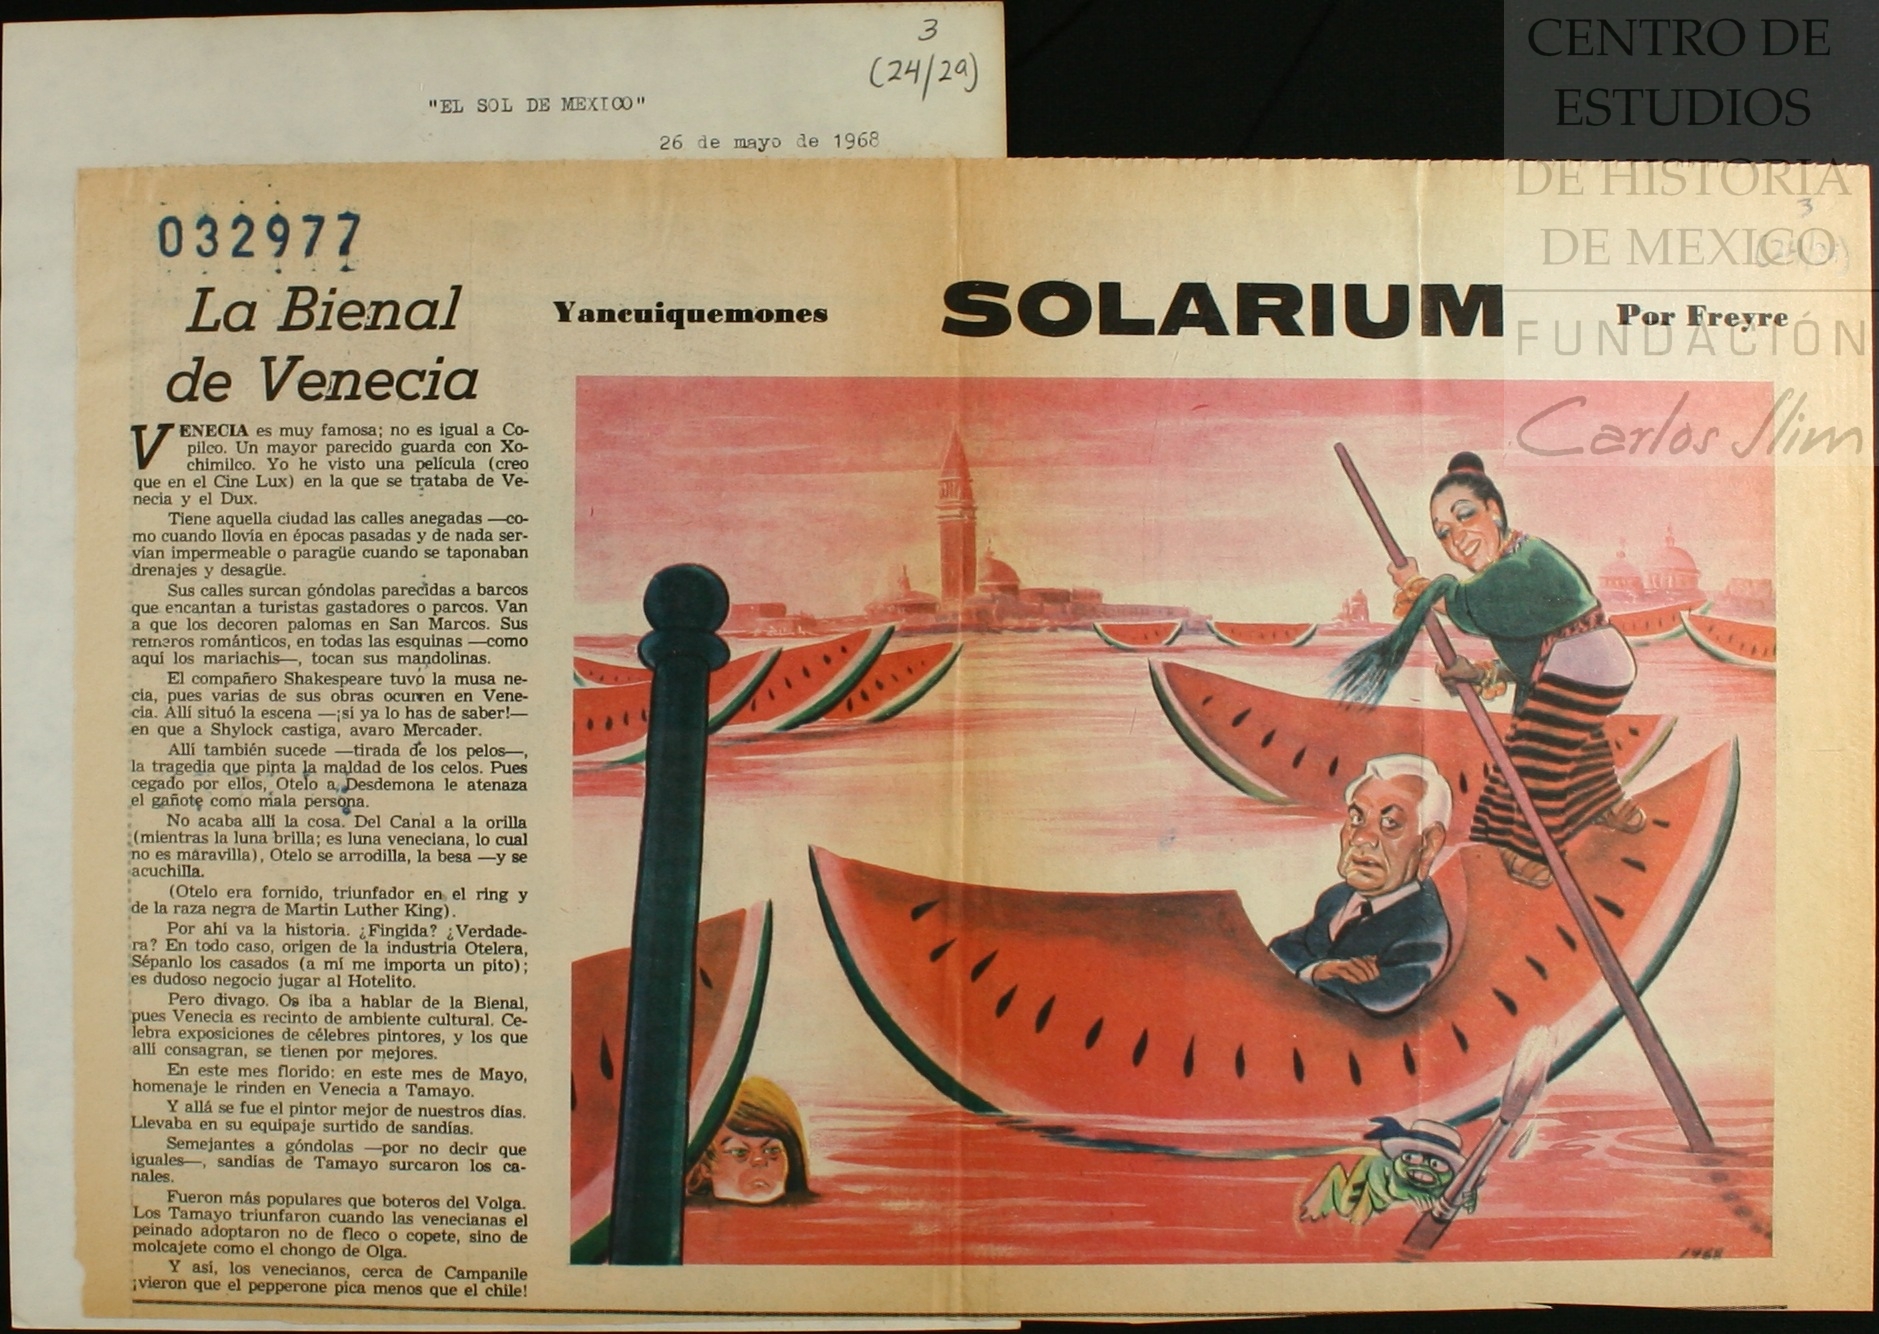 3
(24/29)
"EL SOL DE MEXICO"
26 de mayo de 1968
CENTRO DE
ESTUDIOS
DE HISTORIA
DE MEXICO
FUNDACIÓN
Carlos Slim
3
032977
La Bienal
de Venecia
Yancuiquemones
SOLARIUM
Por Freyre
VENECIA es muy famosa; no es igual a Co-
pilco. Un mayor parecido guarda con Xo-
chimilco. Yo he visto una película (creo
que en el Cine Lux) en la que se trataba de Ve-
necia y el Dux.
Tiene aquella ciudad las calles anegadas —co-
mo cuando llovía en épocas pasadas y de nada ser-
vían impermeable o paragüe cuando se taponaban
drenajes y desagüe.
Sus calles surcan góndolas parecidas a barcos
que encantan a turistas gastadores o parcos. Van
a que los decoren palomas en San Marcos. Sus
remeros románticos, en todas las esquinas —como
aquí los mariachis—, tocan sus mandolinas.
El compañero Shakespeare tuvo la musa ne-
cia, pues varias de sus obras ocurren en Vene-
cia. Allí situó la escena —¡si ya lo has de saber!—
en que a Shylock castiga, avaro Mercader.
Allí también sucede —tirada de los pelos—,
la tragedia que pinta la maldad de los celos. Pues
cegado por ellos, Otelo a Desdemona le atenaza
el gañote como mala persona.
No acaba allí la cosa. Del Canal a la orilla
(mientras la luna brilla; es luna veneciana, lo cual
no es maravilla), Otelo se arrodilla, la besa —y se
acuchilla.
(Otelo era fornido, triunfador en el ring y
de la raza negra de Martin Luther King).
Por ahí va la historia. ¿Fingida? ¿Verdade-
ra? En todo caso, origen de la industria Otelera,
Sépanlo los casados (a mí me importa un pito);
es dudoso negocio jugar al Hotelito.
Pero divago. Os iba a hablar de la Bienal,
pues Venecia es recinto de ambiente cultural. Ce-
lebra exposiciones de célebres pintores, y los que
allí consagran, se tienen por mejores.
En este mes florido: en este mes de Mayo,
homenaje le rinden en Venecia a Tamayo.
Y allá se fue el pintor mejor de nuestros días.
Llevaba en su equipaje surtido de sandías.
Semejantes a góndolas —por no decir que
iguales—, sandías de Tamayo surcaron los ca-
nales.
Fueron más populares que boteros del Volga.
Los Tamayo triunfaron cuando las venecianas el
peinado adoptaron no de fleco o copete, sino de
molcajete como el chongo de Olga.
Y así, los venecianos, cerca de Campanile
¡vieron que el pepperone pica menos que el chile!
1968